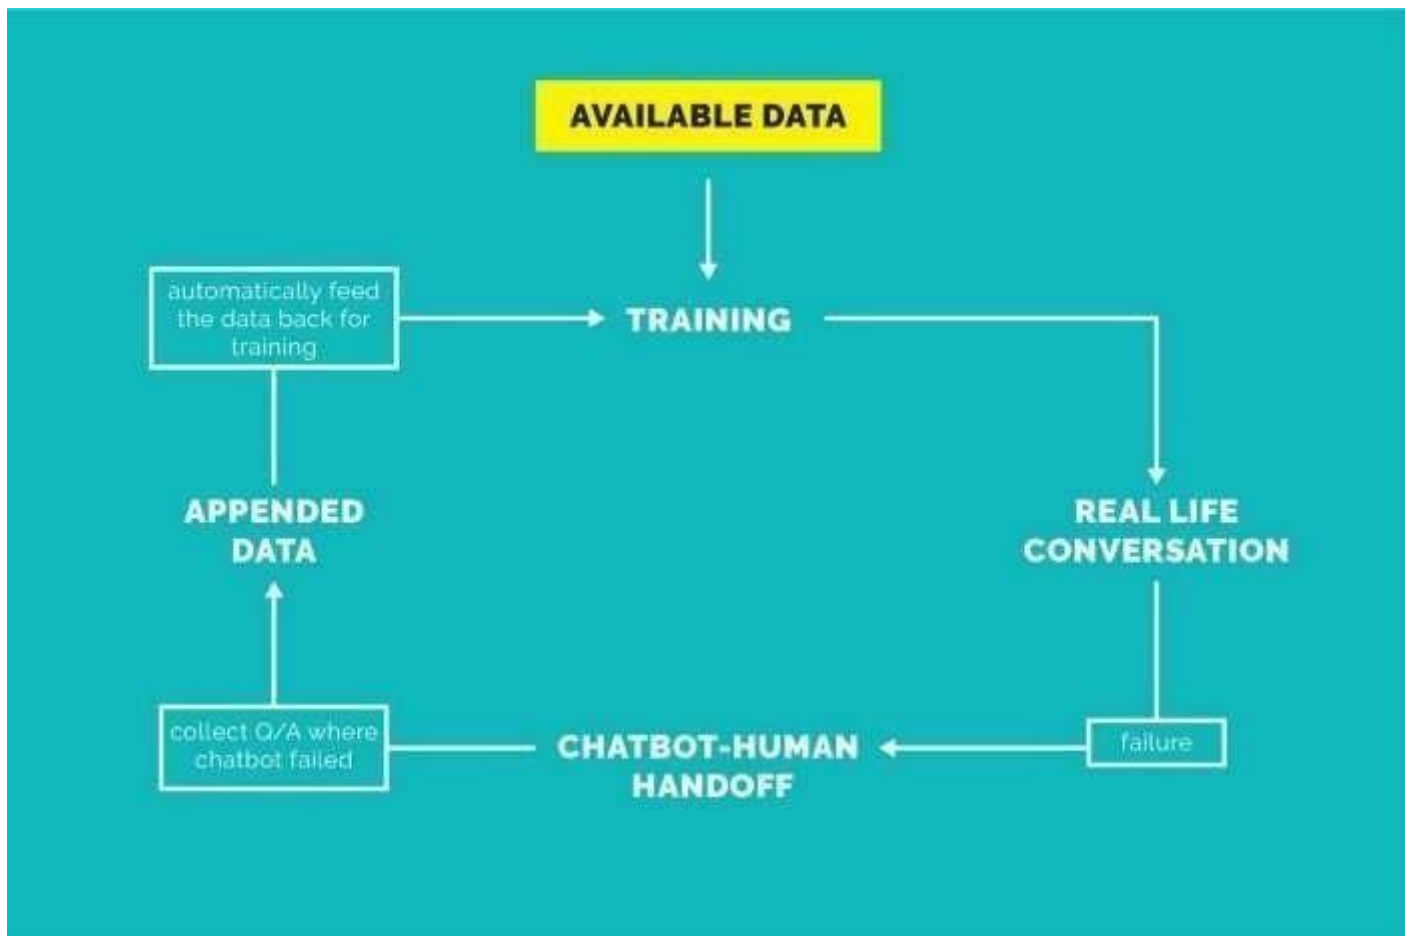 AVAILABLE DATA
automatically feed
the data back for
training
TRAINING
APPENDED
DATA
REAL LIFE
CONVERSATION
collect Q/A where
chatbot failed
CHATBOT-HUMAN
HANDOFF
failure